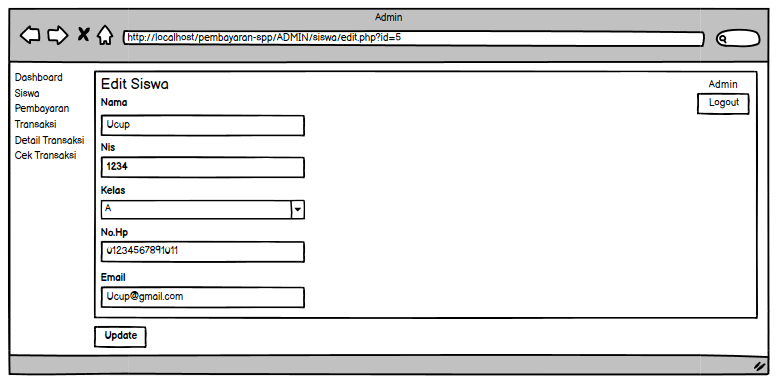 Admin
http://localhost/pembayaran-spp/ADMIN/siswa/edit.php?id=5
Dashboard
Siswa
Pembayaran
Transaksi
Detail Transaksi
Cek Transaksi
Edit Siswa
Nama
Ucup
Nis
1234
Kelas
A
No.Hp
01234567891011
Email
Ucup@gmail.com
Update
Admin
Logout